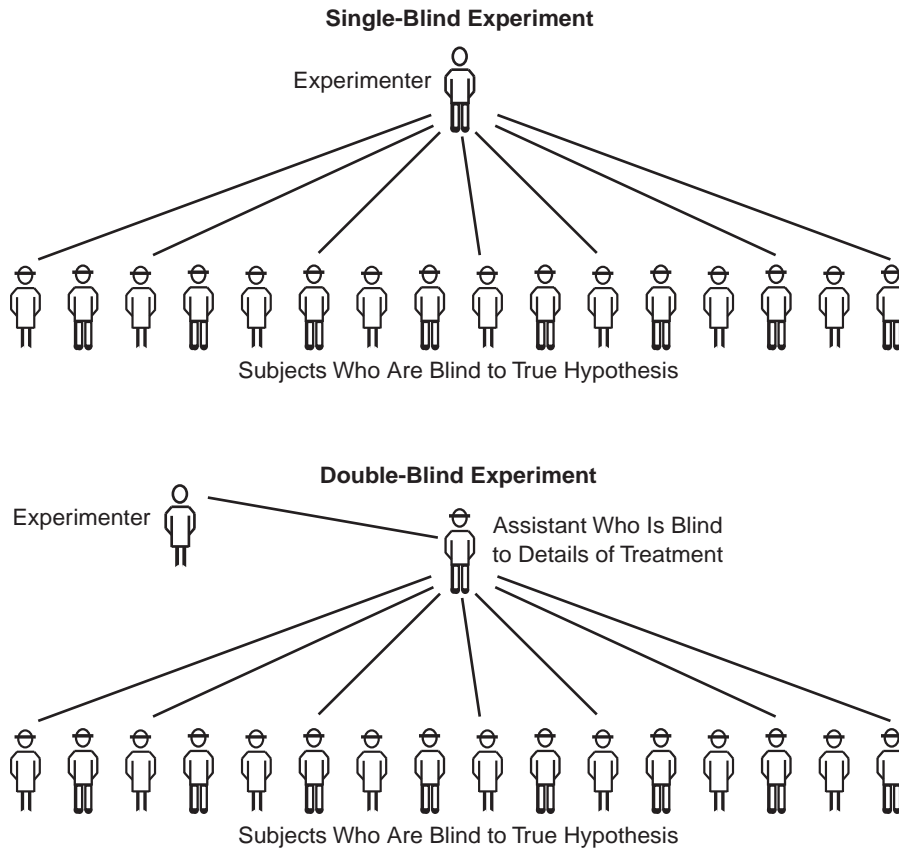 Single-Blind Experiment
Experimenter
Subjects Who Are Blind to True Hypothesis
Double-Blind Experiment
Experimenter
Assistant Who Is Blind
to Details of Treatment
Subjects Who Are Blind to True Hypothesis